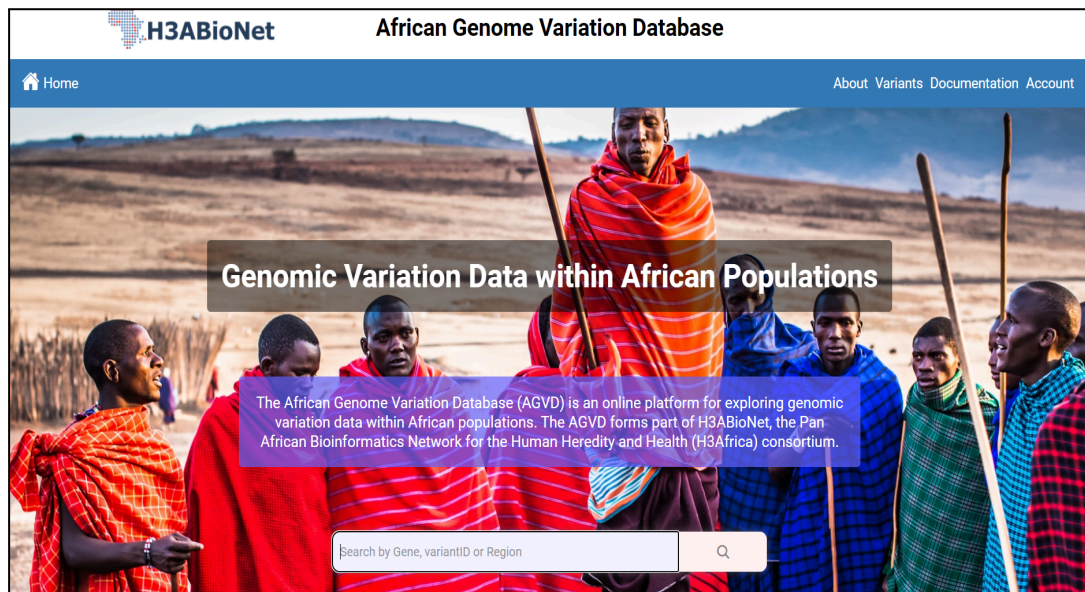 H3ABioNet
African Genome Variation Database
Home
About Variants Documentation Account
Genomic Variation Data within African Populations
The African Genome Variation Database (AGVD) is an online platform for exploring genomic
variation data within African populations. The AGVD forms part of H3ABioNet, the Pan
African Bioinformatics Network for the Human Heredity and Health (H3Africa) consortium.
Search by Gene, variantID or Region